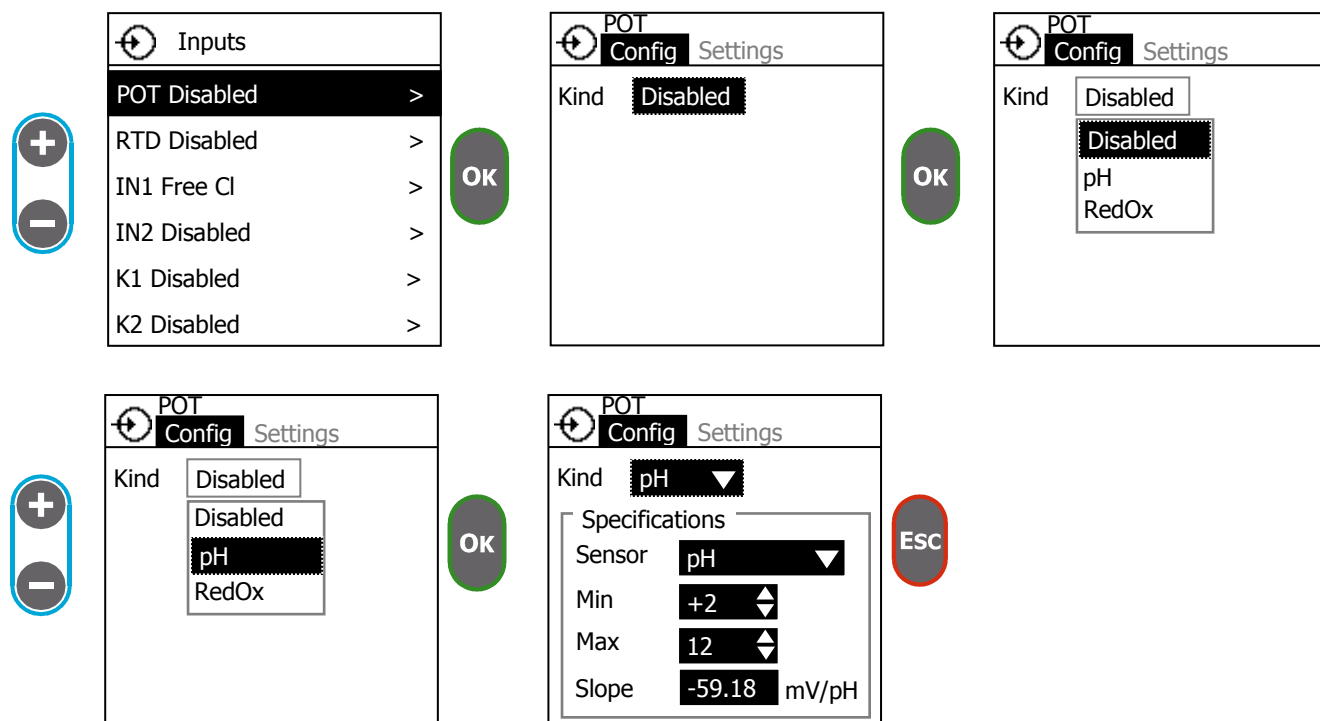 Inputs
POT Disabled >
RTD Disabled >
IN1 Free Cl >
IN2 Disabled >
K1 Disabled >
K2 Disabled >
+
−
OK
POT
Config Settings
Kind Disabled
OK
POT
Config Settings
Kind Disabled
Disabled
pH
RedOx
+
−
POT
Config Settings
Kind Disabled
Disabled
pH
RedOx
OK
POT
Config Settings
Kind pH
Specifications
Sensor pH
Min +2
Max 12
Slope -59.18 mV/pH
ESC